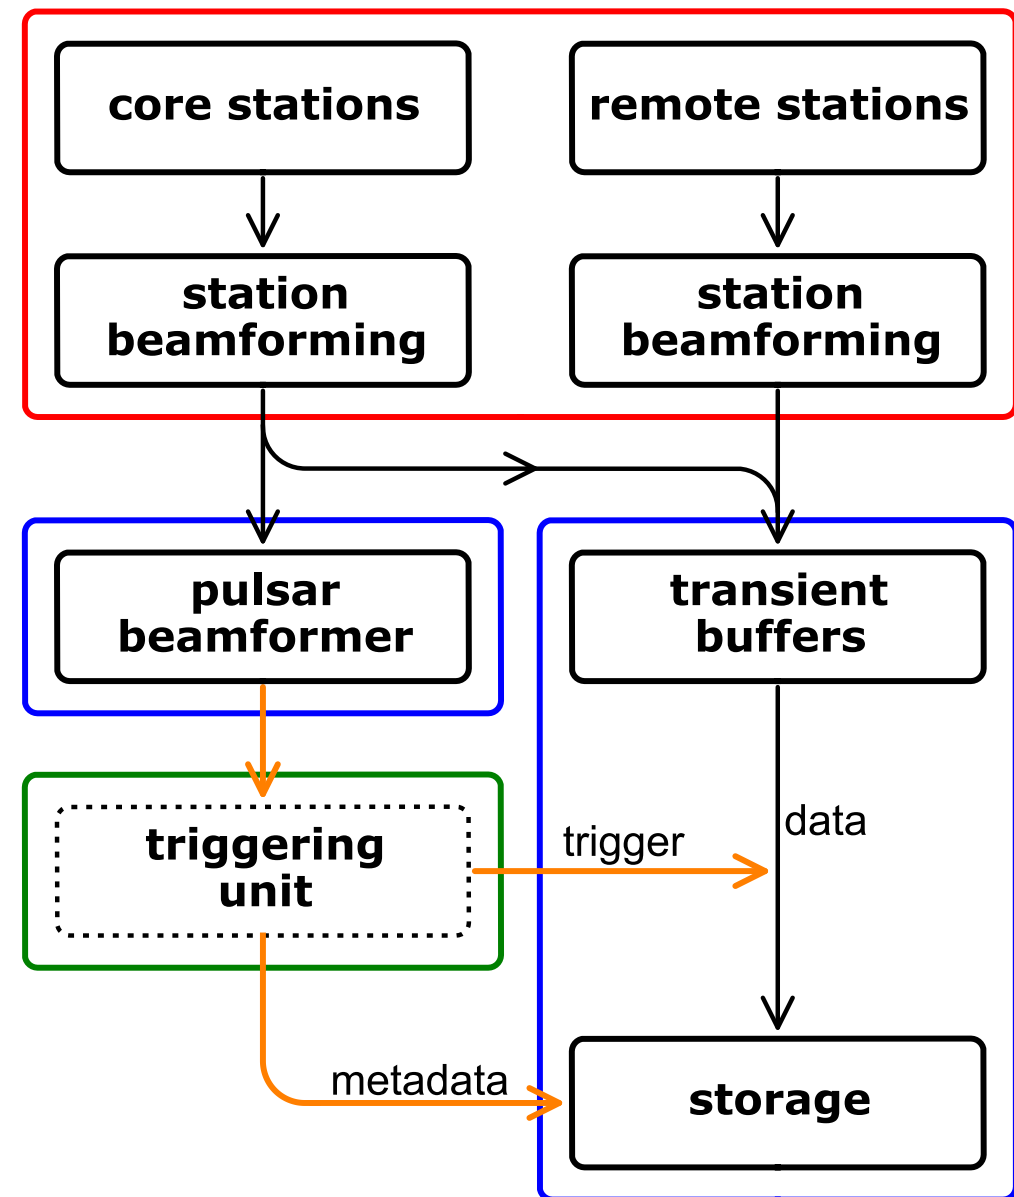 core stations
remote stations
station
beamforming
station
beamforming
pulsar
beamformer
transient
buffers
triggering
unit
trigger
data
metadata
storage